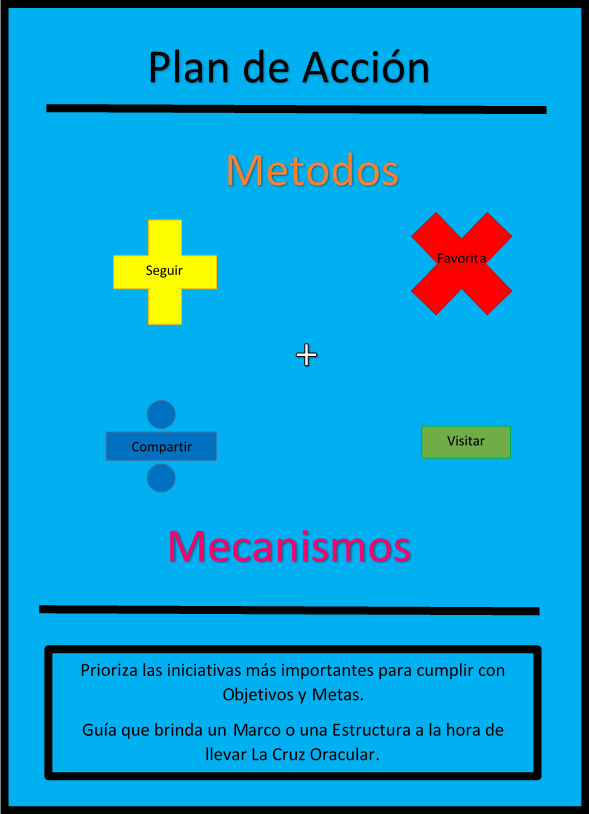 Plan de Acción
Metodos
Seguir
Favorita
Compartir
Visitar
Mecanismos
Prioriza las iniciativas más importantes para cumplir con
Objetivos y Metas.
Guía que brinda un Marco o una Estructura a la hora de
llevar La Cruz Oracular.